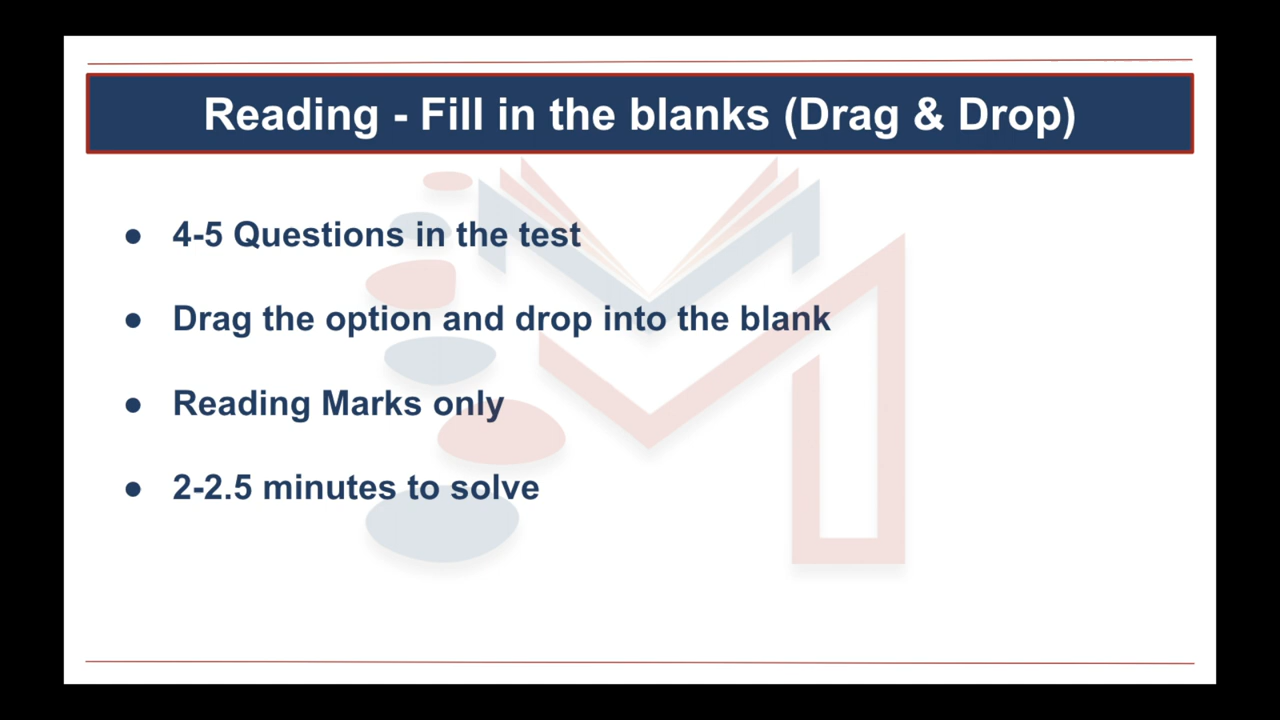 Reading - Fill in the blanks (Drag & Drop)
● 4-5 Questions in the test
● Drag the option and drop into the blank
● Reading Marks only
● 2-2.5 minutes to solve